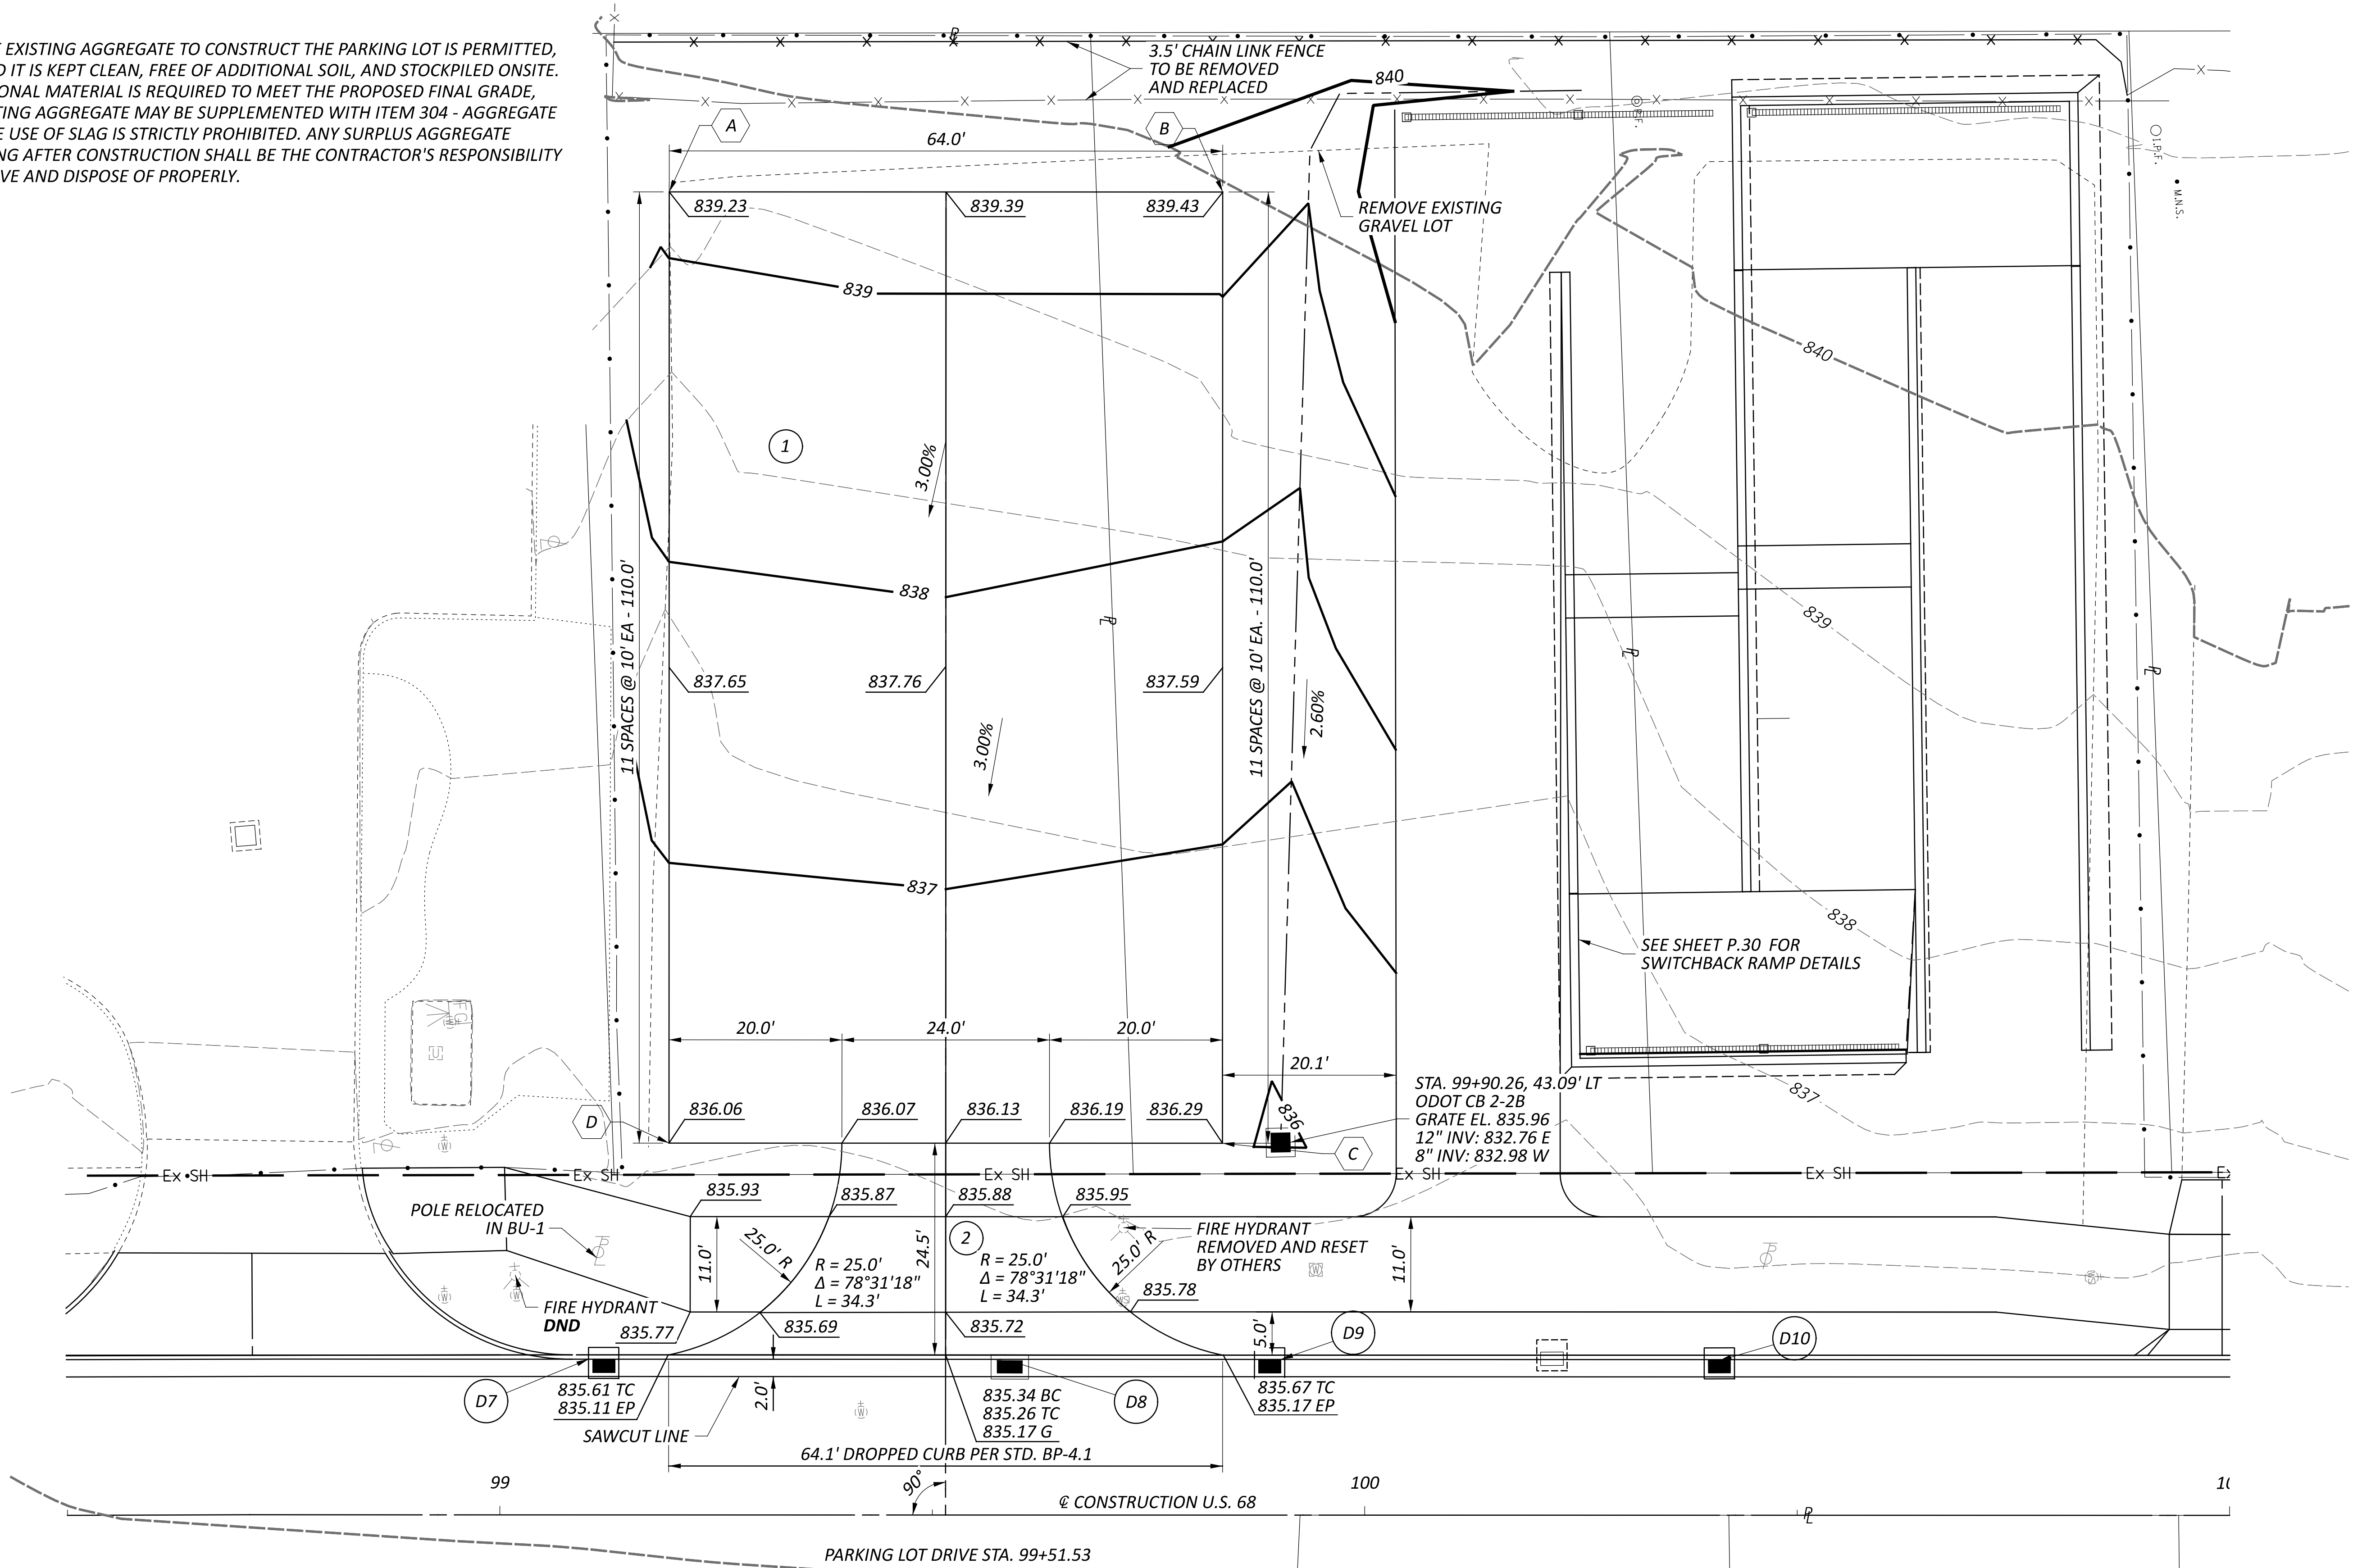 EXISTING AGGREGATE TO CONSTRUCT THE PARKING LOT IS PERMITTED,
IT IS KEPT CLEAN, FREE OF ADDITIONAL SOIL, AND STOCKPILED ONSITE.
ONAL MATERIAL IS REQUIRED TO MEET THE PROPOSED FINAL GRADE,
TING AGGREGATE MAY BE SUPPLEMENTED WITH ITEM 304 - AGGREGATE
E USE OF SLAG IS STRICTLY PROHIBITED. ANY SURPLUS AGGREGATE
NG AFTER CONSTRUCTION SHALL BE THE CONTRACTOR'S RESPONSIBILITY
VE AND DISPOSE OF PROPERLY.
3.5' CHAIN LINK FENCE
TO BE REMOVED
AND REPLACED
840
A
B
64.0'
839.23
839.39
839.43
REMOVE EXISTING
GRAVEL LOT
I.P.F.
M.N.S.
839
840
1
3.00%
838
839
11 SPACES @ 10' EA - 110.0'
11 SPACES @ 10' EA. - 110.0'
837.65
837.76
837.59
2.60%
3.00%
837
838
SEE SHEET P.30 FOR
SWITCHBACK RAMP DETAILS
20.0'
24.0'
20.0'
20.1'
837
D
836.06
836.07
836.13
836.19
836.29
836
STA. 99+90.26, 43.09' LT
ODOT CB 2-2B
GRATE EL. 835.96
12" INV: 832.76 E
8" INV: 832.98 W
C
Ex SH
Ex SH
Ex SH
Ex SH
Ex SH
Ex
POLE RELOCATED
IN BU-1
835.93
835.87
835.88
835.95
11.0'
25.0' R
R = 25.0'
Δ = 78°31'18"
L = 34.3'
24.5'
2
R = 25.0'
Δ = 78°31'18"
L = 34.3'
25.0' R
FIRE HYDRANT
REMOVED AND RESET
BY OTHERS
11.0'
835.78
FIRE HYDRANT
DND
835.77
835.69
835.72
5.0'
D9
D10
D7
835.61 TC
835.11 EP
2.0'
835.34 BC
835.26 TC
835.17 G
D8
835.67 TC
835.17 EP
SAWCUT LINE
64.1' DROPPED CURB PER STD. BP-4.1
90°
99
100
℄ CONSTRUCTION U.S. 68
PARKING LOT DRIVE STA. 99+51.53